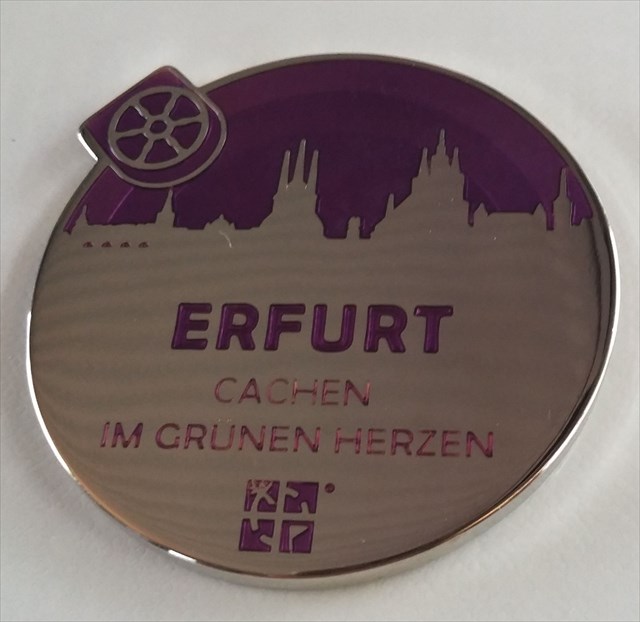 ERFURT
CACHEN
IM GRÜNEN HERZEN
®